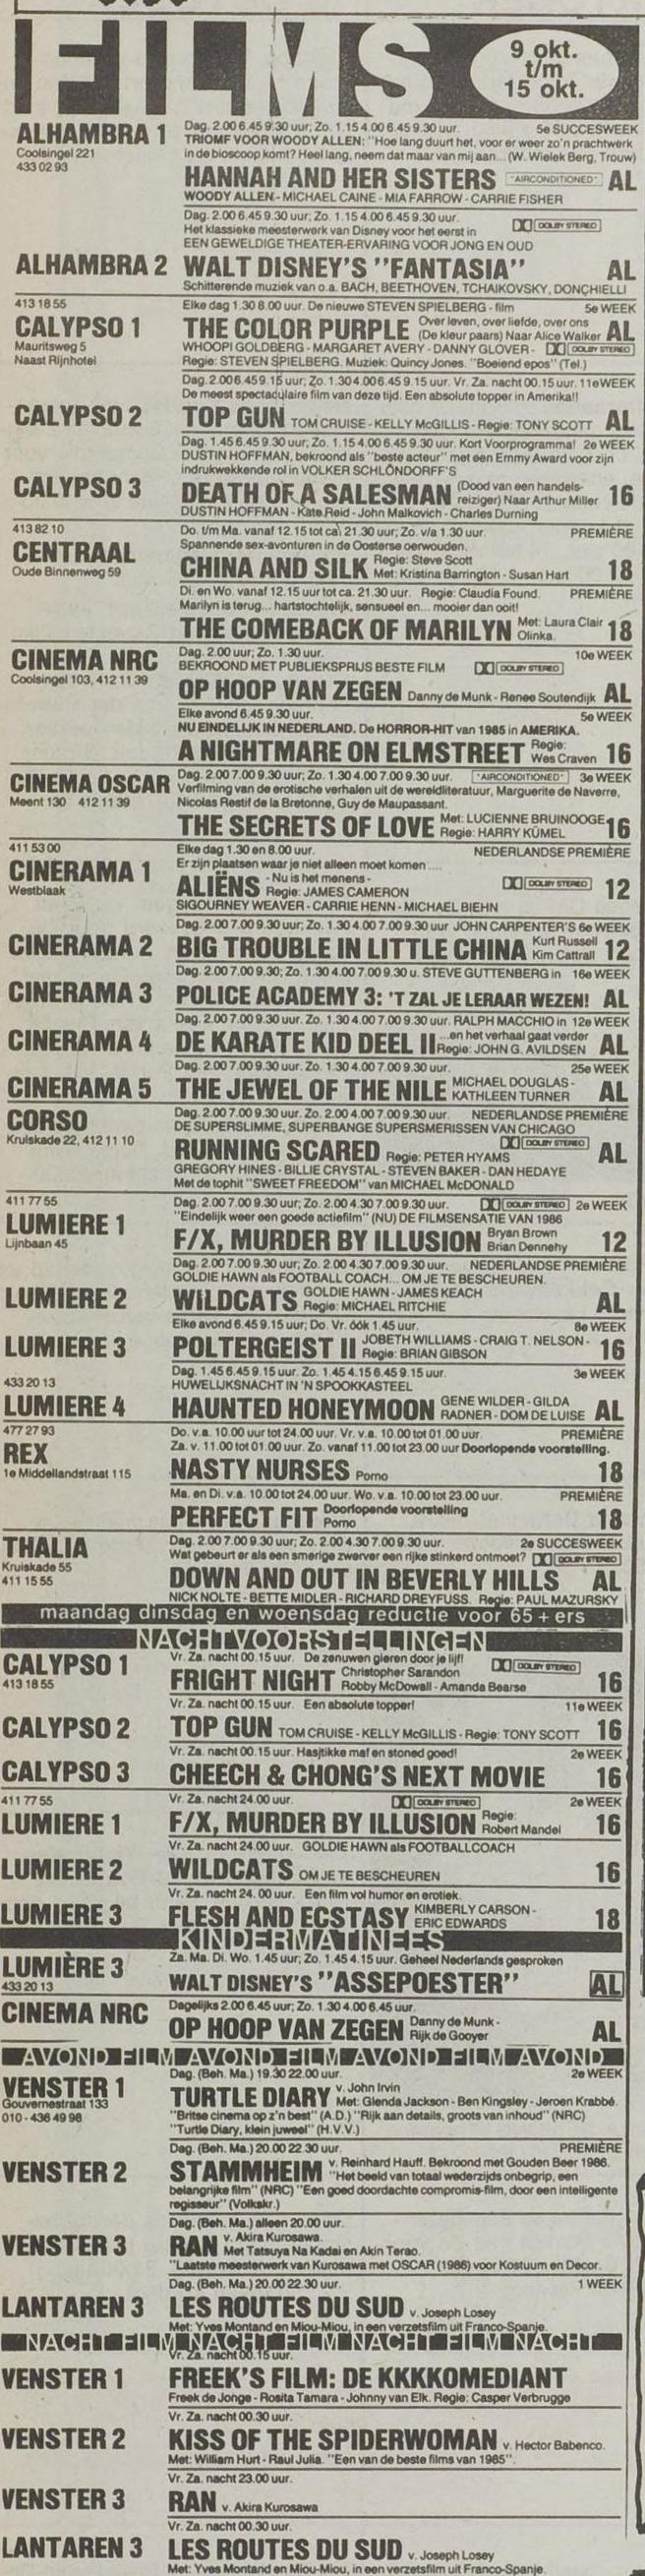 FILMS
9 okt.
t/m
15 okt.
ALHAMBRA 1
Coolsingel 221
433 02 93
Dag. 2.00 6.45 9.30 uur; Zo. 1.15 4.00 6.45 9.30 uur. 5e SUCCESWEEK
TRIOMF VOOR WOODY ALLEN: "Hoe lang duurt het, voor er weer zo'n prachtwerk
in de bioscoop komt? Heel lang, neem dat maar van mij aan... (W. Wielek Berg, Trouw)
HANNAH AND HER SISTERS "AIRCONDITIONED" AL
WOODY ALLEN - MICHAEL CAINE - MIA FARROW - CARRIE FISHER
Dag. 2.00 6.45 9.30 uur; Zo. 1.15 4.00 6.45 9.30 uur.
Het klassieke meesterwerk van Disney voor het eerst in DOLBY STEREO
EEN GEWELDIGE THEATER-ERVARING VOOR JONG EN OUD
ALHAMBRA 2 WALT DISNEY'S "FANTASIA" AL
Schitterende muziek van o.a. BACH, BEETHOVEN, TCHAIKOVSKY, DONCHIELLI
413 18 55
CALYPSO 1
Mauritsweg 5
Naast Rijnhotel
Elke dag 1.30 8.00 uur. De nieuwe STEVEN SPIELBERG - film 5e WEEK
THE COLOR PURPLE Over leven, over liefde, over ons
(De kleur paars) Naar Alice Walker AL
WHOOPI GOLDBERG - MARGARET AVERY - DANNY GLOVER - DOLBY STEREO
Regie: STEVEN SPIELBERG. Muziek: Quincy Jones. "Boeiend epos" (Tel.)
Dag. 2.00 6.45 9.15 uur; Zo. 1.30 4.00 6.45 9.15 uur. Vr. Za. nacht 00.15 uur. 11e WEEK
De meest spectaculaire film van deze tijd. Een absolute topper in Amerika!!
CALYPSO 2 TOP GUN TOM CRUISE - KELLY McGILLIS - Regie: TONY SCOTT AL
Dag. 1.45 6.45 9.30 uur; Zo. 1.15 4.00 6.45 9.30 uur. Kort Voorprogramma! 2e WEEK
DUSTIN HOFFMAN, bekroond als "beste acteur" met een Emmy Award voor zijn
indrukwekkende rol in VOLKER SCHLÖNDORFF'S
CALYPSO 3 DEATH OF A SALESMAN (Dood van een handels-
reiziger) Naar Arthur Miller 16
DUSTIN HOFFMAN - Kate Reid - John Malkovich - Charles Durning
413 82 10
CENTRAAL
Oude Binnenweg 59
Do. t/m Ma. vanaf 12.15 tot ca. 21.30 uur; Zo. v/a 1.30 uur. PREMIÈRE
Spannende sex-avonturen in de Oosterse oerwouden.
CHINA AND SILK Regie: Steve Scott
Met: Kristina Barrington - Susan Hart 18
Di. en Wo. vanaf 12.15 uur tot ca. 21.30 uur. Regie: Claudia Found. PREMIÈRE
Marilyn is terug... hartstochtelijk, sensueel en... mooier dan ooit!
THE COMEBACK OF MARILYN Met: Laura Clair
Olinka. 18
CINEMA NRC
Coolsingel 103, 412 11 39
Dag. 2.00 uur; Zo. 1.30 uur. 10e WEEK
BEKROOND MET PUBLIEKSPRIJS BESTE FILM DOLBY STEREO
OP HOOP VAN ZEGEN Danny de Munk - Renee Soutendijk AL
Elke avond 6.45 9.30 uur. 5e WEEK
NU EINDELIJK IN NEDERLAND. De HORROR-HIT van 1985 in AMERIKA.
A NIGHTMARE ON ELMSTREET Regie:
Wes Craven 16
CINEMA OSCAR
Meent 130 412 11 39
Dag. 2.00 7.00 9.30 uur; Zo. 1.30 4.00 7.00 9.30 uur. "AIRCONDITIONED" 3e WEEK
Verfilming van de erotische verhalen uit de wereldliteratuur, Marguerite de Naverre,
Nicolas Restif de la Bretonne, Guy de Maupassant.
THE SECRETS OF LOVE Met: LUCIENNE BRUINOOGE
Regie: HARRY KÜMEL 16
411 53 00
CINERAMA 1
Westblaak
Elke dag 1.30 en 8.00 uur. NEDERLANDSE PREMIÈRE
Er zijn plaatsen waar je niet alleen moet komen ....
ALIËNS - Nu is het menens -
Regie: JAMES CAMERON DOLBY STEREO 12
SIGOURNEY WEAVER - CARRIE HENN - MICHAEL BIEHN
Dag. 2.00 7.00 9.30 uur; Zo. 1.30 4.00 7.00 9.30 uur JOHN CARPENTER'S 6e WEEK
CINERAMA 2 BIG TROUBLE IN LITTLE CHINA Kurt Russell
Kim Cattrall 12
Dag. 2.00 7.00 9.30; Zo. 1.30 4.00 7.00 9.30 u. STEVE GUTTENBERG in 16e WEEK
CINERAMA 3 POLICE ACADEMY 3: 'T ZAL JE LERAAR WEZEN! AL
Dag. 2.00 7.00 9.30 uur. Zo. 1.30 4.00 7.00 9.30 uur. RALPH MACCHIO in 12e WEEK
CINERAMA 4 DE KARATE KID DEEL II ...en het verhaal gaat verder
Regie: JOHN G. AVILDSEN AL
Dag. 2.00 7.00 9.30 uur. Zo. 1.30 4.00 7.00 9.30 uur. 25e WEEK
CINERAMA 5 THE JEWEL OF THE NILE MICHAEL DOUGLAS -
KATHLEEN TURNER AL
CORSO
Kruiskade 22, 412 11 10
Dag. 2.00 7.00 9.30 uur. Zo. 2.00 4.00 7.00 9.30 uur. NEDERLANDSE PREMIÈRE
DE SUPERSLIMME, SUPERBANGE SUPERSMERISSEN VAN CHICAGO
RUNNING SCARED Regie: PETER HYAMS DOLBY STEREO AL
GREGORY HINES - BILLIE CRYSTAL - STEVEN BAKER - DAN HEDAYE
Met de tophit "SWEET FREEDOM" van MICHAEL McDONALD
411 77 55
LUMIERE 1
Lijnbaan 45
Dag. 2.00 7.00 9.30 uur; Zo. 2.00 4.30 7.00 9.30 uur. DOLBY STEREO 2e WEEK
"Eindelijk weer een goede actiefilm" (NU) DE FILMSENSATIE VAN 1986
F/X, MURDER BY ILLUSION Bryan Brown
Brian Dennehy 12
Dag. 2.00 7.00 9.30 uur; Zo. 2.00 4.30 7.00 9.30 uur. NEDERLANDSE PREMIÈRE
GOLDIE HAWN als FOOTBALL COACH... OM JE TE BESCHEUREN.
LUMIERE 2 WILDCATS GOLDIE HAWN - JAMES KEACH
Regie: MICHAEL RITCHIE AL
Elke avond 6.45 9.15 uur; Do. Vr. óók 1.45 uur. 8e WEEK
LUMIERE 3 POLTERGEIST II JOBETH WILLIAMS - CRAIG T. NELSON -
Regie: BRIAN GIBSON 16
Dag. 1.45 6.45 9.15 uur. Zo. 1.45 4.15 6.45 9.15 uur. 3e WEEK
HUWELIJKSNACHT IN 'N SPOOKKASTEEL
433 20 13
LUMIERE 4 HAUNTED HONEYMOON GENE WILDER - GILDA
RADNER - DOM DE LUISE AL
477 27 93
REX
1e Middellandstraat 115
Do. v.a. 10.00 uur tot 24.00 uur. Vr. v.a. 10.00 tot 01.00 uur. PREMIÈRE
Za. v. 11.00 tot 01.00 uur. Zo. vanaf 11.00 tot 23.00 uur Doorlopende voorstelling.
NASTY NURSES Porno 18
Ma. en Di. v.a. 10.00 tot 24.00 uur. Wo. v.a. 10.00 tot 23.00 uur. PREMIÈRE
PERFECT FIT Doorlopende voorstelling
Porno 18
THALIA
Kruiskade 55
411 15 55
Dag. 2.00 7.00 9.30 uur; Zo. 2.00 4.30 7.00 9.30 uur. 2e SUCCESWEEK
Wat gebeurt er als een smerige zwerver een rijke stinkerd ontmoet? DOLBY STEREO
DOWN AND OUT IN BEVERLY HILLS AL
NICK NOLTE - BETTE MIDLER - RICHARD DREYFUSS. Regie: PAUL MAZURSKY
maandag dinsdag en woensdag reductie voor 65+ers
NACHTVOORSTELLINGEN
CALYPSO 1
413 18 55
Vr. Za. nacht 00.15 uur. De zenuwen gieren door je lijf! DOLBY STEREO
FRIGHT NIGHT Christopher Sarandon
Robby McDowall - Amanda Bearse 16
Vr. Za. nacht 00.15 uur. Een absolute topper! 11e WEEK
CALYPSO 2 TOP GUN TOM CRUISE - KELLY McGILLIS - Regie: TONY SCOTT 16
Vr. Za. nacht 00.15 uur. Hasjtikke maf en stoned goed! 2e WEEK
CALYPSO 3 CHEECH & CHONG'S NEXT MOVIE 16
411 77 55
Vr. Za. nacht 24.00 uur. DOLBY STEREO 2e WEEK
LUMIERE 1 F/X, MURDER BY ILLUSION Regie:
Robert Mandel 16
Vr. Za. nacht 24.00 uur. GOLDIE HAWN als FOOTBALLCOACH
LUMIERE 2 WILDCATS OM JE TE BESCHEUREN 16
Vr. Za. nacht 24.00 uur. Een film vol humor en erotiek.
LUMIERE 3 FLESH AND ECSTASY KIMBERLY CARSON -
ERIC EDWARDS 18
KINDERMATINEES
LUMIÈRE 3
433 20 13
Za. Ma. Di. Wo. 1.45 uur; Zo. 1.45 4.15 uur. Geheel Nederlands gesproken
WALT DISNEY'S "ASSEPOESTER" AL
CINEMA NRC
Dagelijks 2.00 6.45 uur; Zo. 1.30 4.00 6.45 uur.
OP HOOP VAN ZEGEN Danny de Munk -
Rijk de Gooyer AL
AVOND FILM AVOND FILM AVOND FILM AVOND
VENSTER 1
Gouvernestraat 133
010 - 436 49 98
Dag. (Beh. Ma.) 19.30 22.00 uur. 2e WEEK
TURTLE DIARY v. John Irvin
Met: Glenda Jackson - Ben Kingsley - Jeroen Krabbé.
"Britse cinema op z'n best" (A.D.) "Rijk aan details, groots van inhoud" (NRC)
"Turtle Diary, klein juweel" (H.V.V.)
Dag. (Beh. Ma.) 20.00 22.30 uur. PREMIÈRE
VENSTER 2 STAMMHEIM v. Reinhard Hauff. Bekroond met Gouden Beer 1986.
"Het beeld van totaal wederzijds onbegrip, een
belangrijke film" (NRC) "Een goed doordachte compromis-film, door een intelligente
regisseur" (Volkskr.)
Dag. (Beh. Ma.) alleen 20.00 uur.
VENSTER 3 RAN v. Akira Kurosawa.
Met Tatsuya Na Kadai en Akin Terao.
"Laatste meesterwerk van Kurosawa met OSCAR (1986) voor Kostuum en Decor.
Dag. (Beh. Ma.) 20.00 22.30 uur. 1 WEEK
LANTAREN 3 LES ROUTES DU SUD v. Joseph Losey
Met: Yves Montand en Miou-Miou, in een verzetsfilm uit Franco-Spanje.
NACHT FILM NACHT FILM NACHT FILM NACHT
Vr. Za. nacht 00.15 uur.
VENSTER 1 FREEK'S FILM: DE KKKKOMEDIANT
Freek de Jonge - Rosita Tamara - Johnny van Elk. Regie: Casper Verbrugge
Vr. Za. nacht 00.30 uur.
VENSTER 2 KISS OF THE SPIDERWOMAN v. Hector Babenco.
Met: William Hurt - Raul Julia. "Een van de beste films van 1985".
Vr. Za. nacht 23.00 uur.
VENSTER 3 RAN v. Akira Kurosawa
Vr. Za. nacht 00.30 uur.
LANTAREN 3 LES ROUTES DU SUD v. Joseph Losey
Met: Yves Montand en Miou-Miou, in een verzetsfilm uit Franco-Spanje.